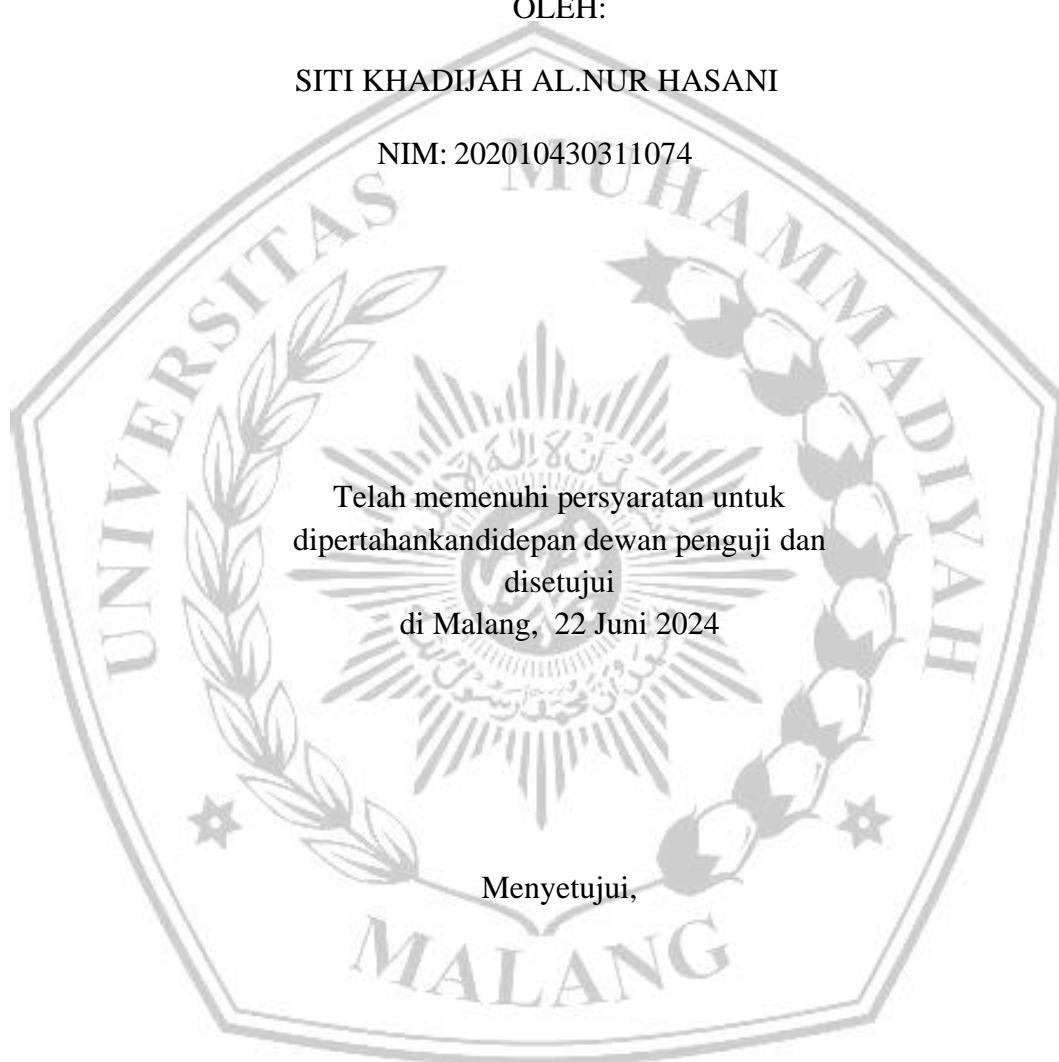 OLEH:
SITI KHADIJAH AL.NUR HASANI
NIM: 202010430311074
UNIVERSITAS MUHAMMADIYAH
Telah memenuhi persyaratan untuk
dipertahankandidepan dewan penguji dan
disetujui
di Malang, 22 Juni 2024
Menyetujui,
MALANG